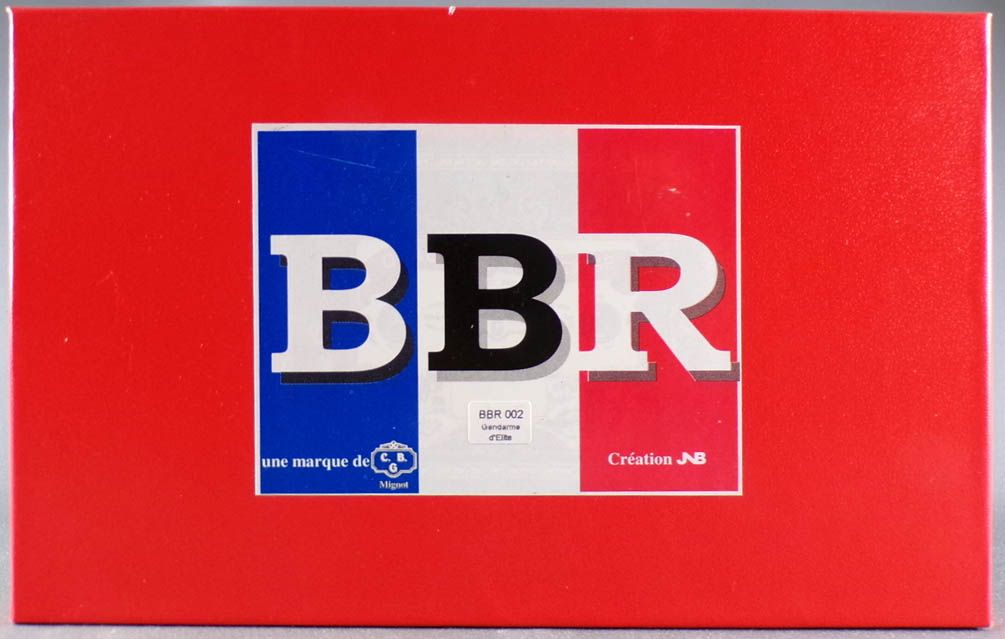 BBR
BBR 002
Gendarme
d'Elite
une marque de C. B. G
Mignot
Création JNB